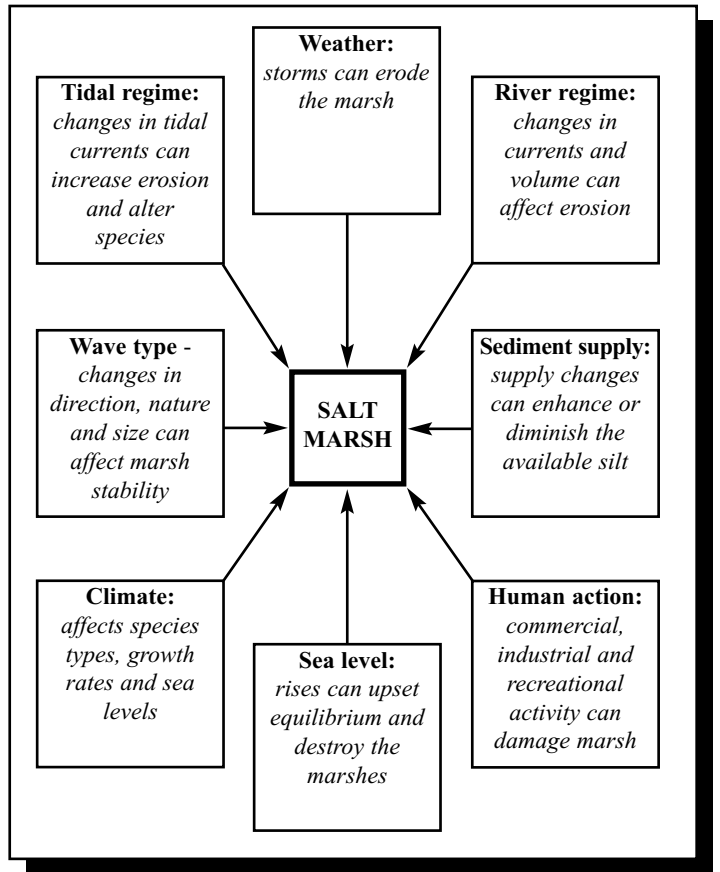 Weather:
storms can erode
the marsh
Tidal regime:
changes in tidal
currents can
increase erosion
and alter
species
River regime:
changes in
currents and
volume can
affect erosion
Wave type -
changes in
direction, nature
and size can
affect marsh
stability
SALT
MARSH
Sediment supply:
supply changes
can enhance or
diminish the
available silt
Climate:
affects species
types, growth
rates and sea
levels
Sea level:
rises can upset
equilibrium and
destroy the
marshes
Human action:
commercial,
industrial and
recreational
activity can
damage marsh